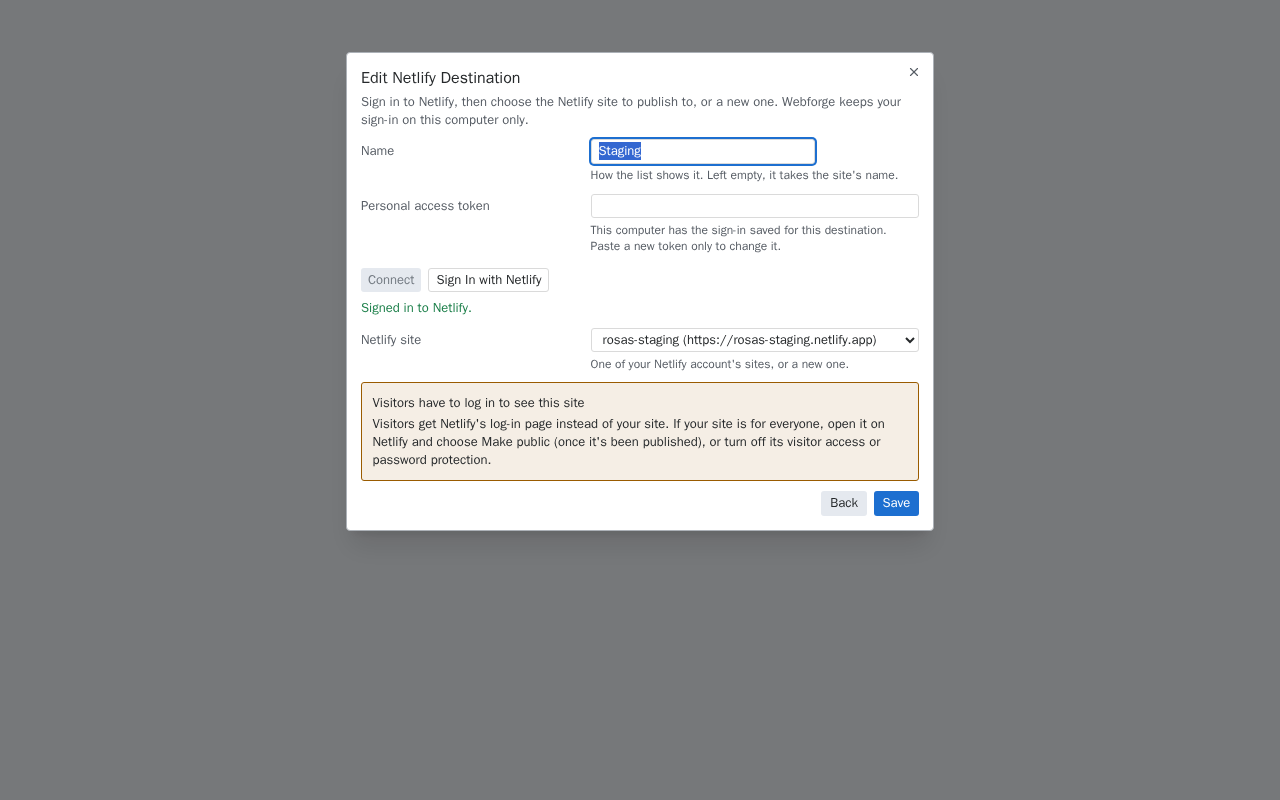 Edit Netlify Destination
×
Sign in to Netlify, then choose the Netlify site to publish to, or a new one. Webforge keeps your
sign-in on this computer only.
Name
Staging
How the list shows it. Left empty, it takes the site's name.
Personal access token
This computer has the sign-in saved for this destination.
Paste a new token only to change it.
Connect
Sign In with Netlify
Signed in to Netlify.
Netlify site
rosas-staging (https://rosas-staging.netlify.app)
One of your Netlify account's sites, or a new one.
Visitors have to log in to see this site
Visitors get Netlify's log-in page instead of your site. If your site is for everyone, open it on
Netlify and choose Make public (once it's been published), or turn off its visitor access or
password protection.
Back
Save